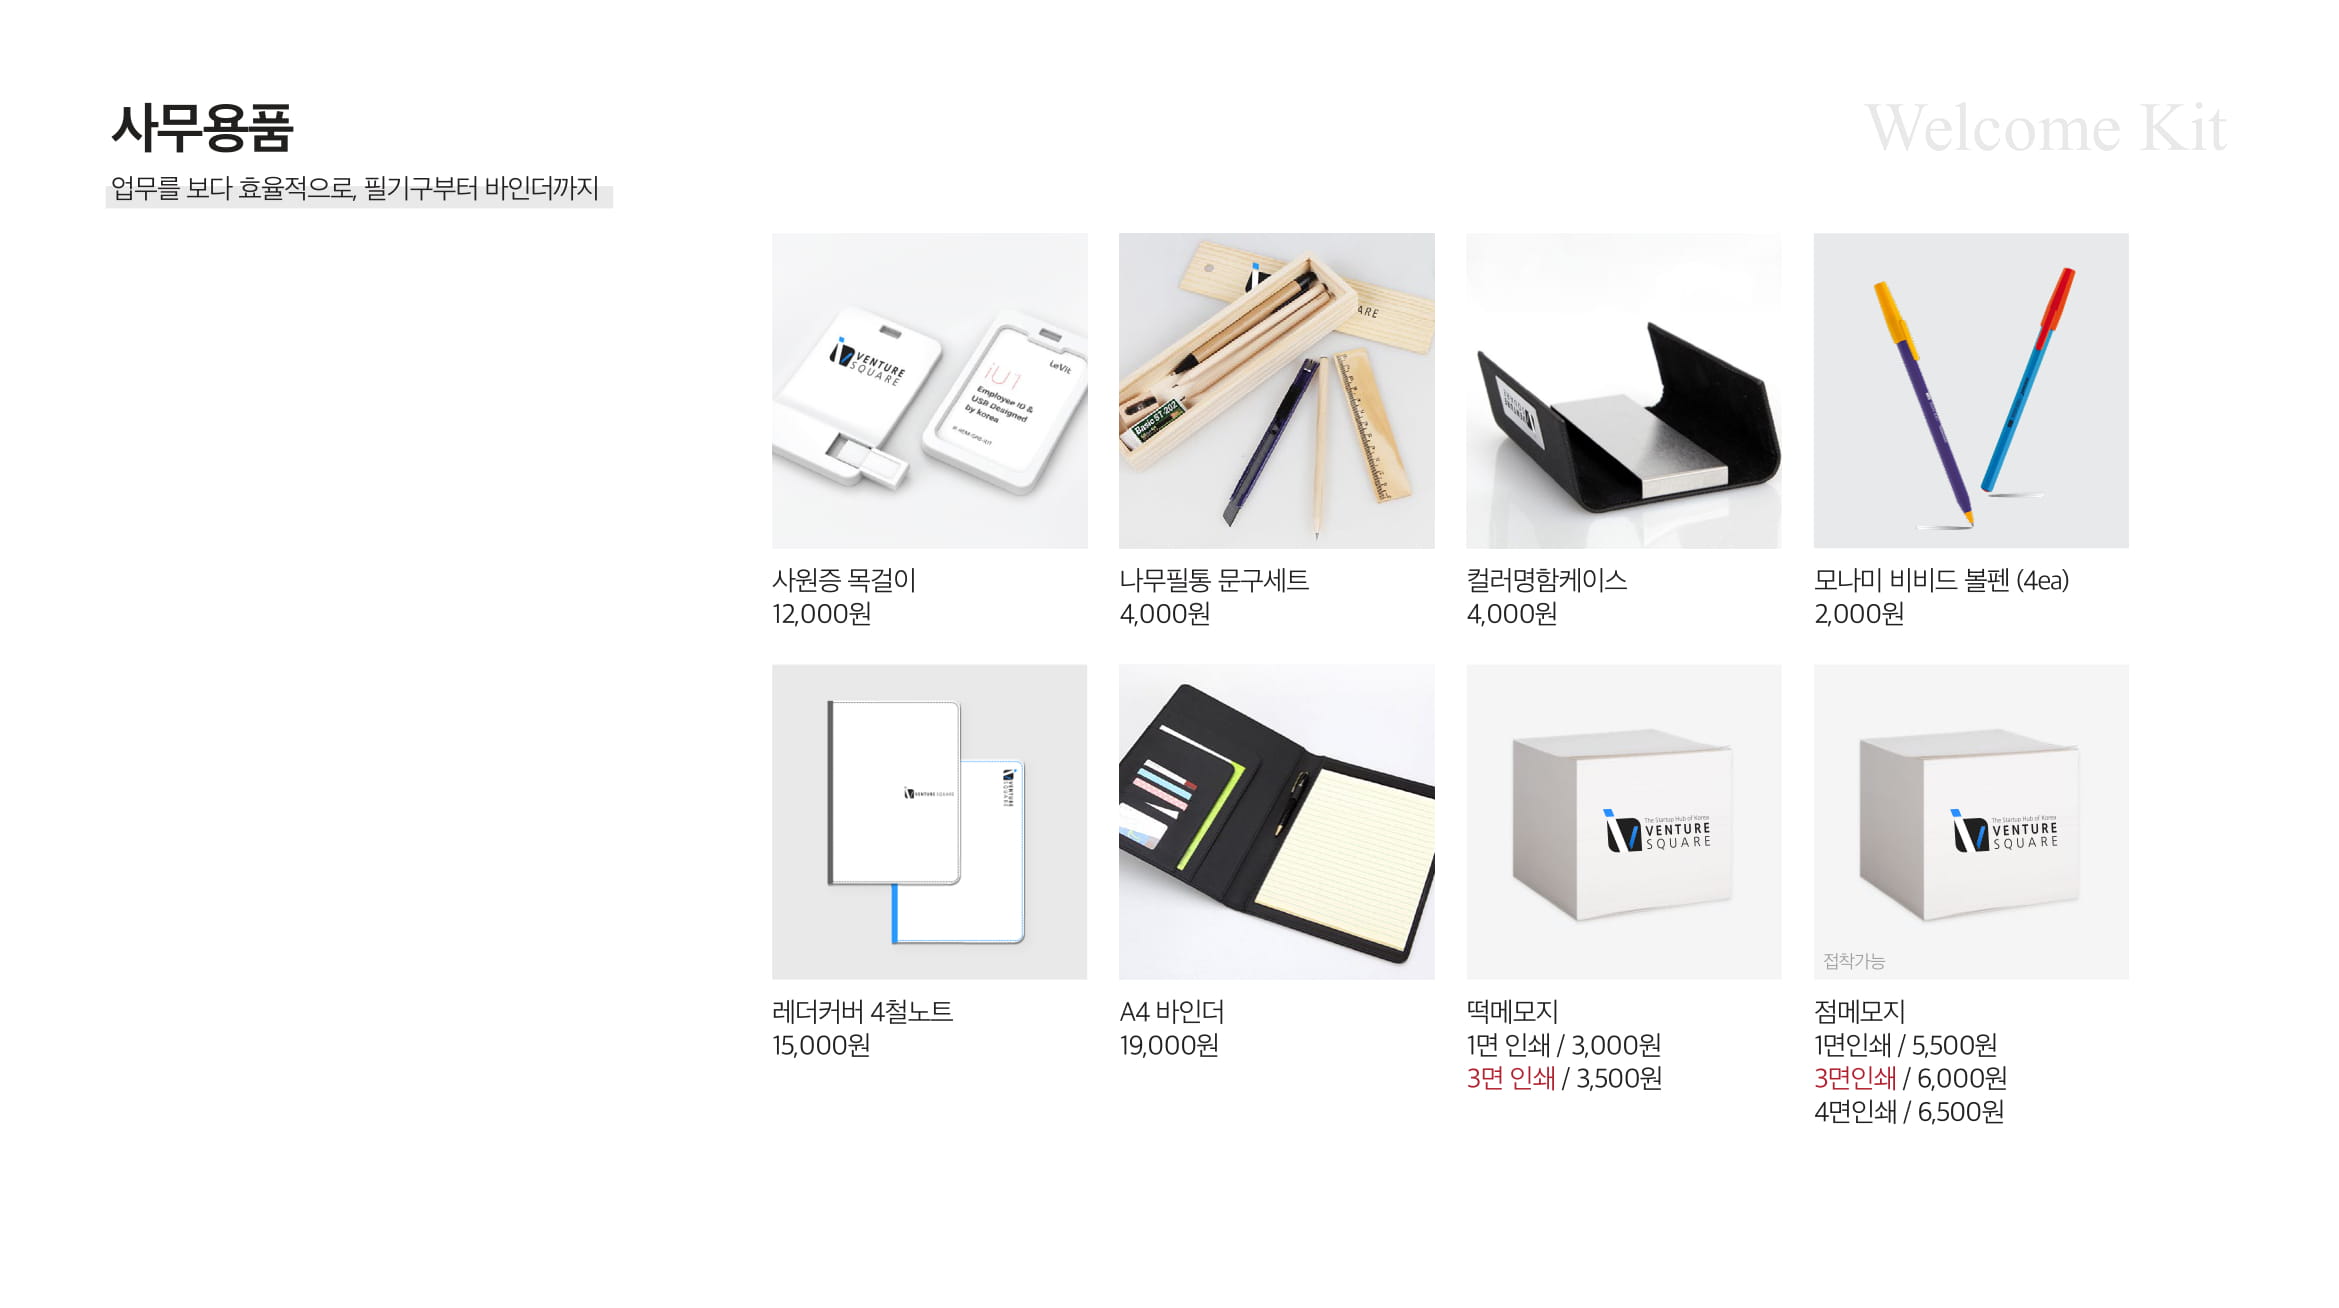 사무용품
Welcome Kit
업무를 보다 효율적으로, 필기구부터 바인더까지
VENTURE
SQUARE
LeVit
iU1
Employee ID &
USB Designed
by korea
ARE
Basic ST-202
사원증 목걸이
12,000원
나무필통 문구세트
4,000원
컬러명함케이스
4,000원
모나미 비비드 볼펜 (4ea)
2,000원
VENTURE SQUARE
VENTURE
SQUARE
The Startup Hub of Korea
VENTURE
SQUARE
The Startup Hub of Korea
VENTURE
SQUARE
접착가능
레더커버 4철노트
15,000원
A4 바인더
19,000원
떡메모지
1면 인쇄 / 3,000원
3면 인쇄 / 3,500원
점메모지
1면인쇄 / 5,500원
3면인쇄 / 6,000원
4면인쇄 / 6,500원